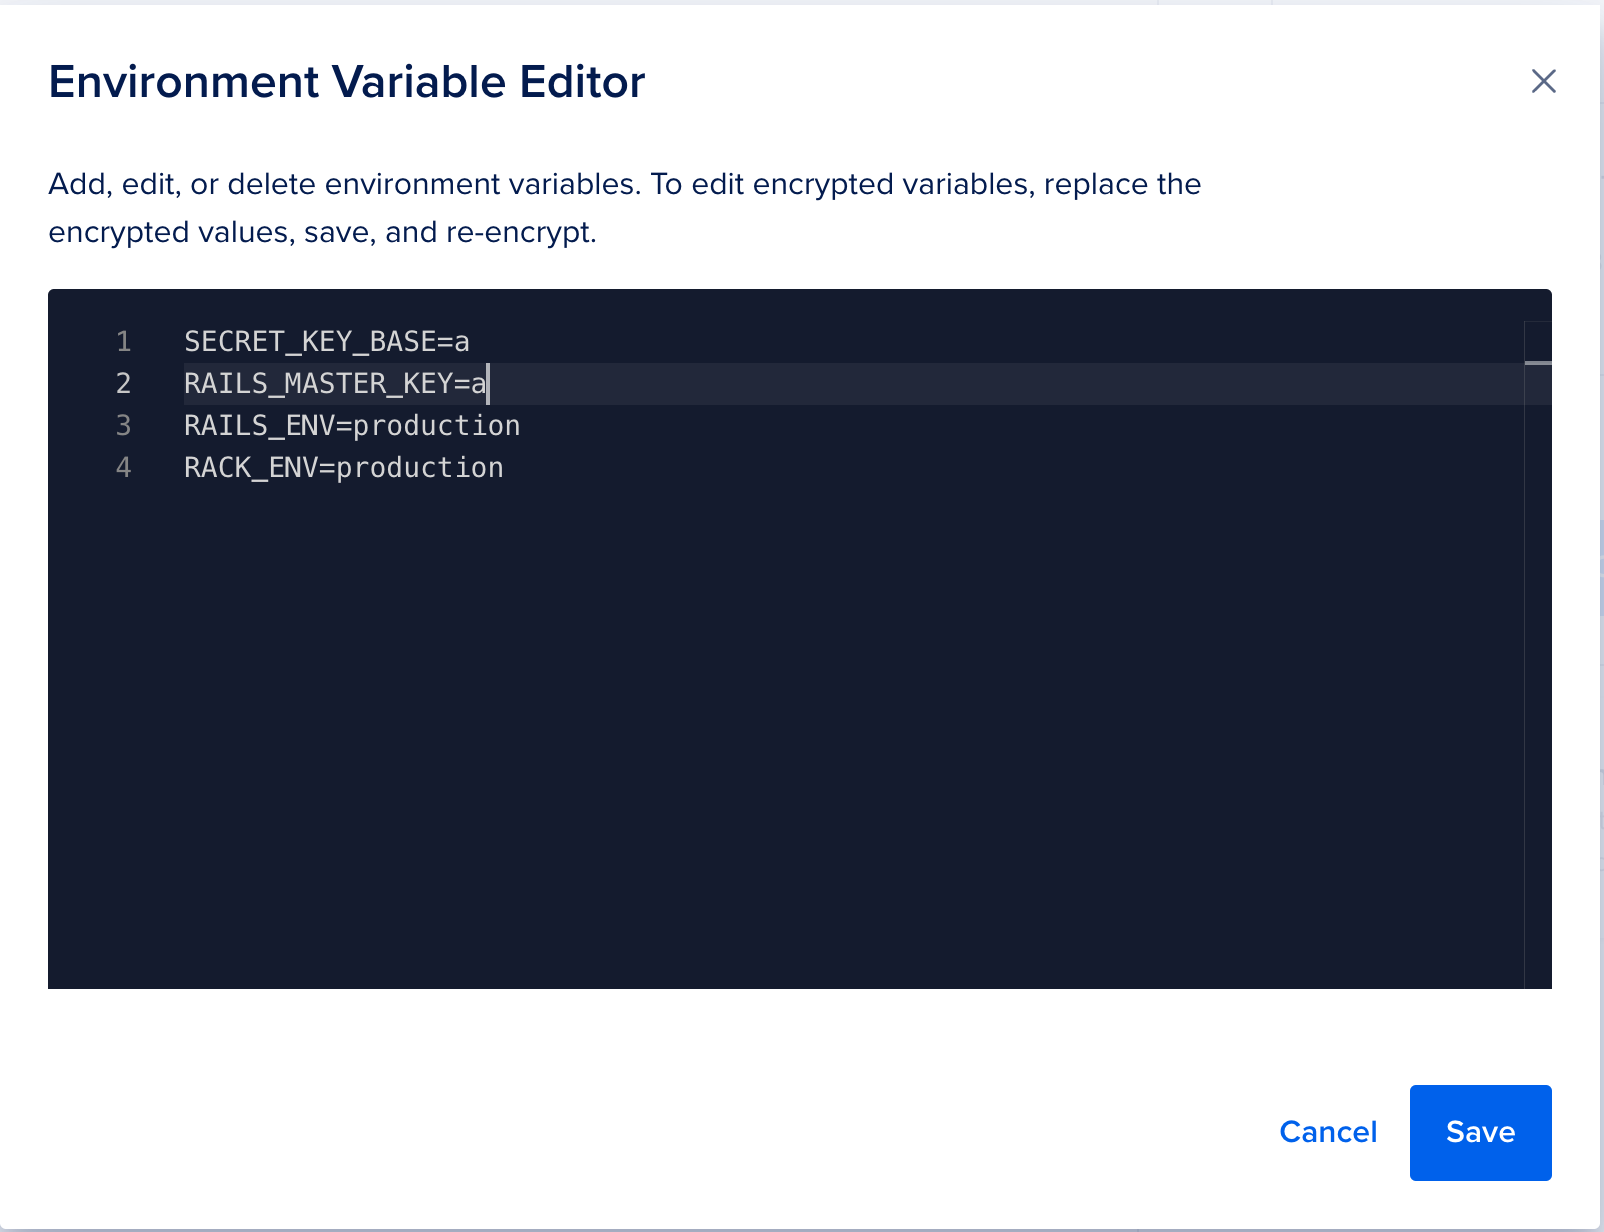 Environment Variable Editor
Add, edit, or delete environment variables. To edit encrypted variables, replace the
encrypted values, save, and re-encrypt.
1 SECRET_KEY_BASE=a
2 RAILS_MASTER_KEY=a
3 RAILS_ENV=production
4 RACK_ENV=production
Cancel Save